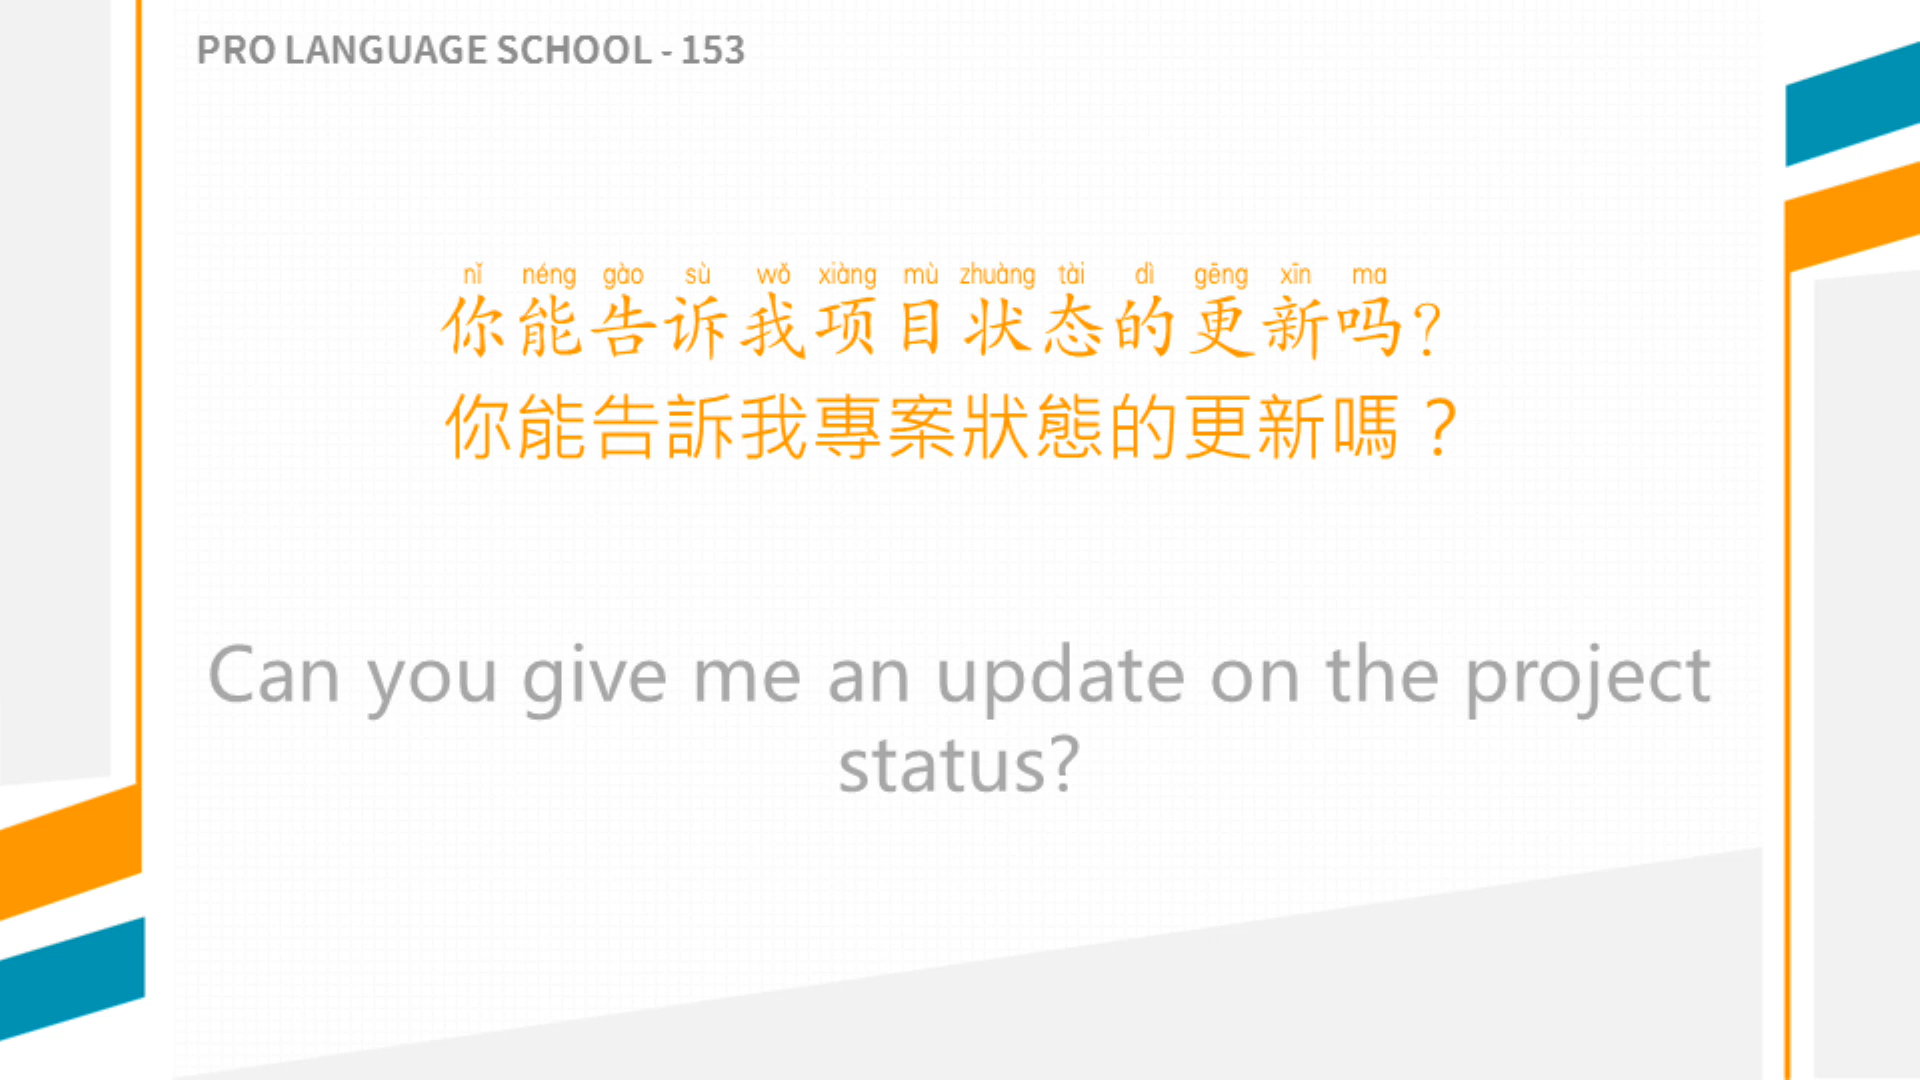 PRO LANGUAGE SCHOOL - 153
nǐ néng gào sù wǒ xiàng mù zhuàng tài dì gēng xīn ma
你能告诉我项目状态的更新吗?
你能告訴我專案狀態的更新嗎？
Can you give me an update on the project
status?